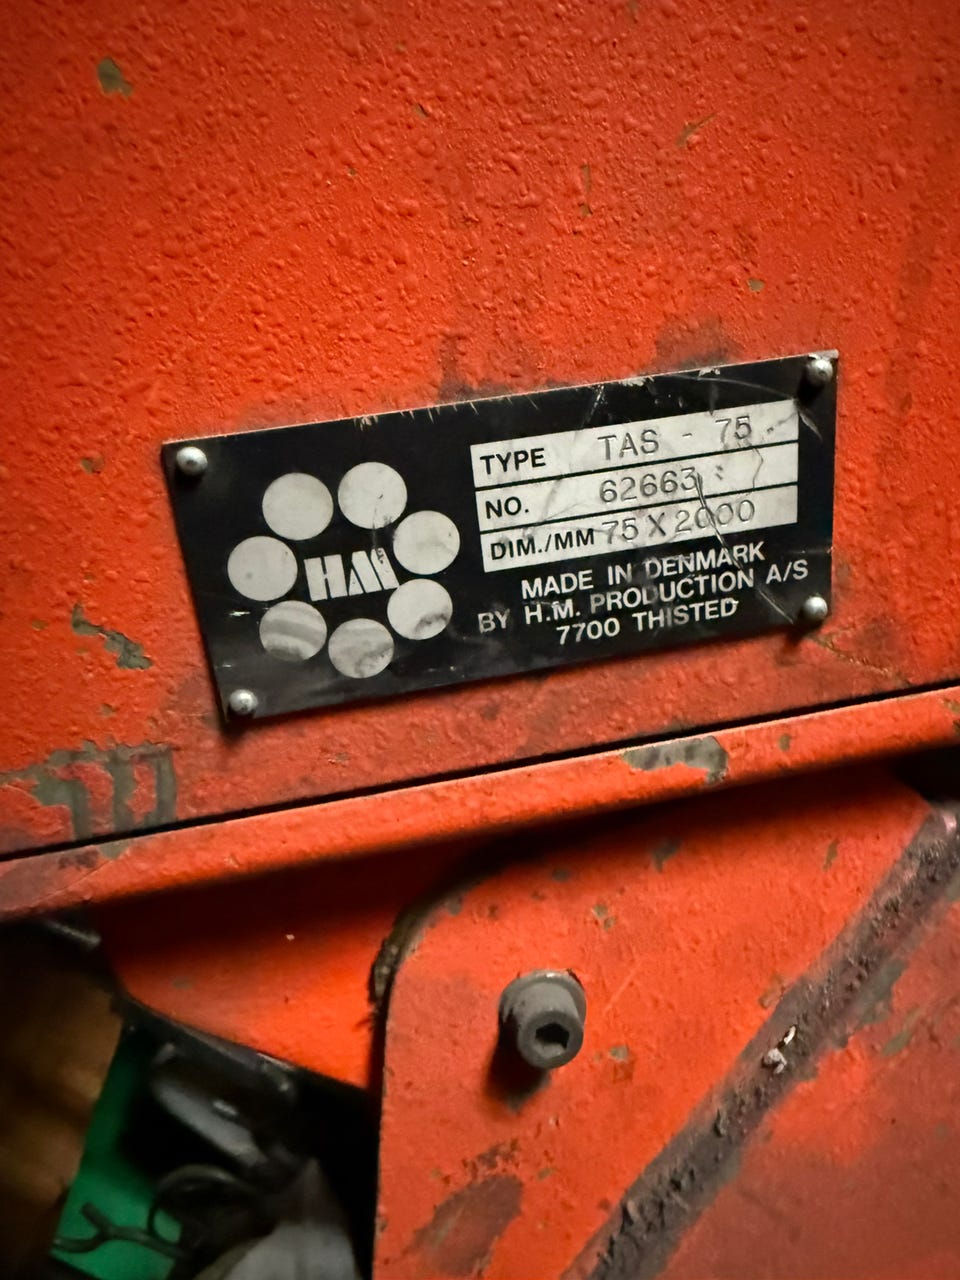 HM
TYPE TAS - 75
NO. 62663
DIM./MM 75 X 2000
MADE IN DENMARK
BY H.M. PRODUCTION A/S
7700 THISTED